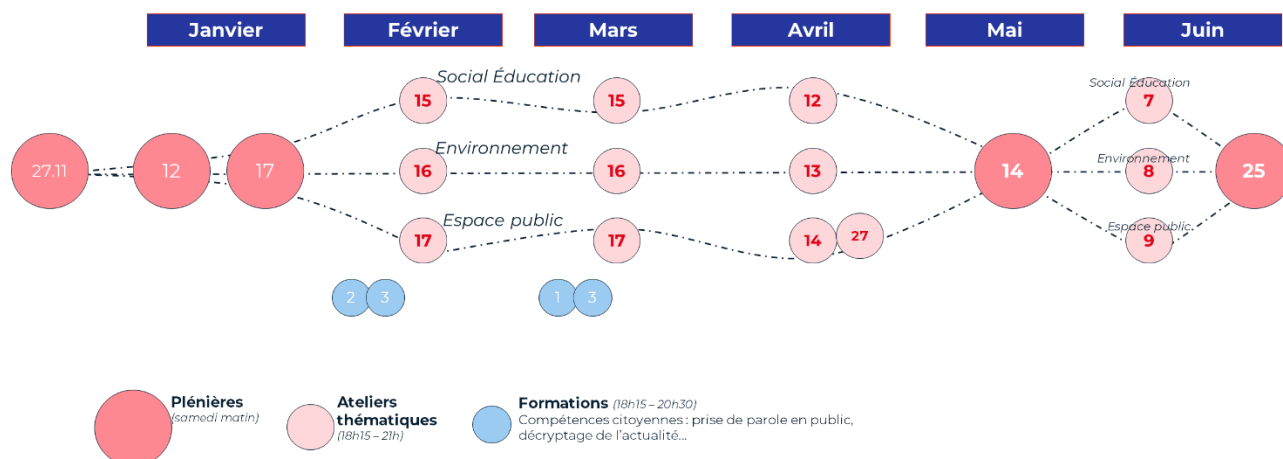 Janvier
Février
Mars
Avril
Mai
Juin
Social Éducation
Social Éducation
15
15
12
7
27.11
12
17
Environnement
Environnement
16
16
13
14
8
25
Espace public
Espace public
17
17
14
27
9
2
3
1
3
Plénières
(samedi matin)
Ateliers
thématiques
(18h15 – 21h)
Formations (18h15 – 20h30)
Compétences citoyennes : prise de parole en public,
décryptage de l’actualité...